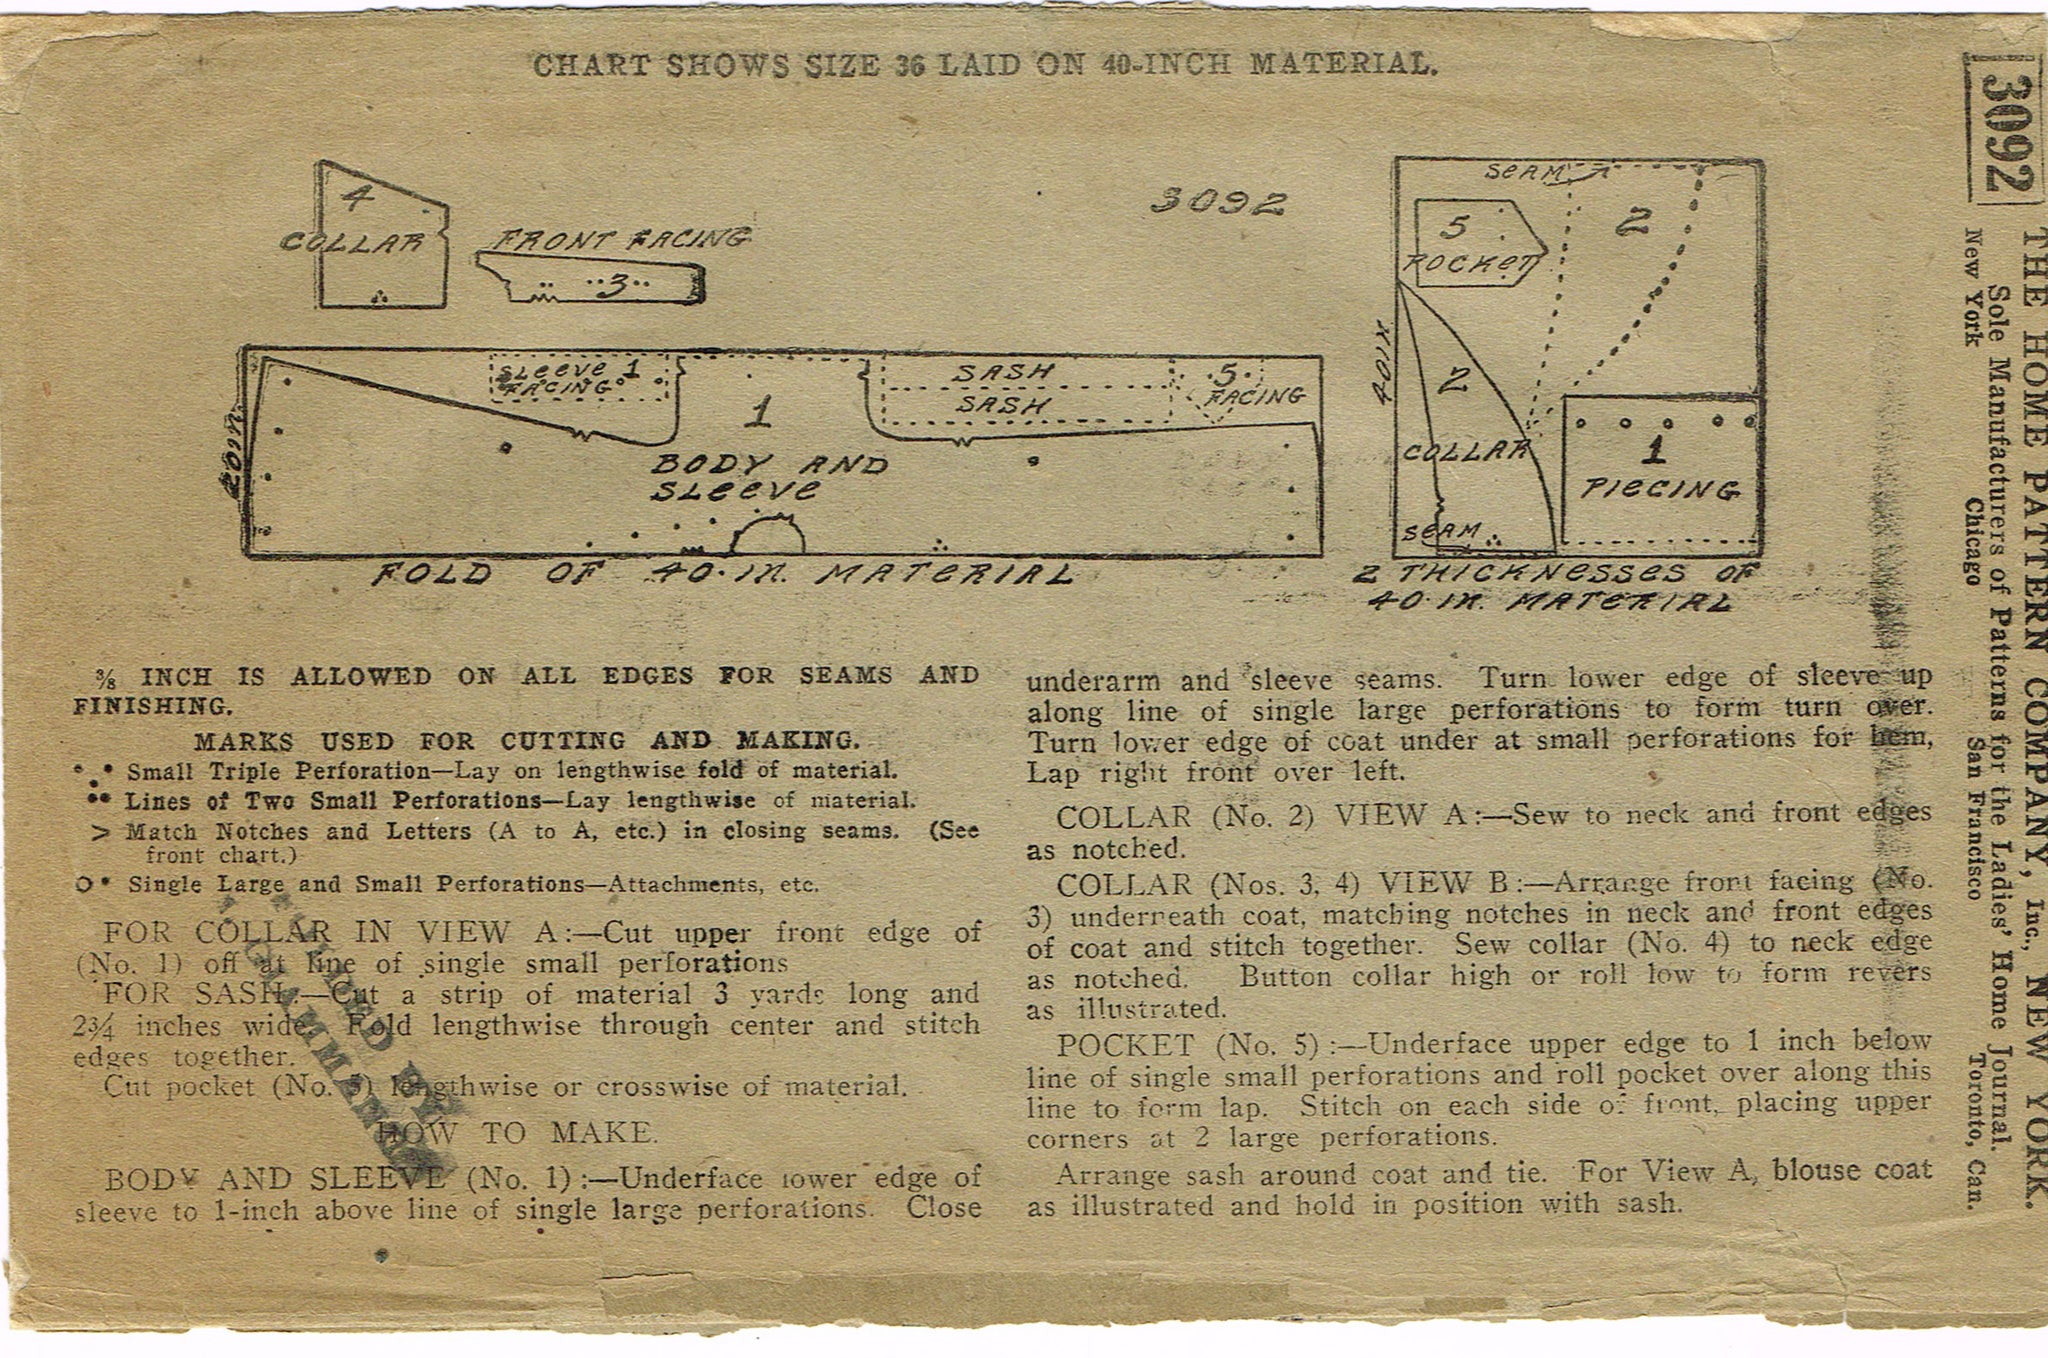 CHART SHOWS SIZE 36 LAID ON 40-INCH MATERIAL.
4
COLLAR
FRONT FACING
3
3092
SEAM
5
POCKET
2
40IN
2
COLLAR
SEAM
1
PIECING
2 THICKNESSES OF
40-IN. MATERIAL
SLEEVE 1
FACING
SASH
SASH
5
FACING
1
BODY AND
SLEEVE
FOLD OF 40-IN. MATERIAL
⅜ INCH IS ALLOWED ON ALL EDGES FOR SEAMS AND
FINISHING.
MARKS USED FOR CUTTING AND MAKING.
Small Triple Perforation—Lay on lengthwise fold of material.
Lines of Two Small Perforations—Lay lengthwise of material.
> Match Notches and Letters (A to A, etc.) in closing seams. (See
front chart.)
Single Large and Small Perforations—Attachments, etc.
FOR COLLAR IN VIEW A:—Cut upper front edge of
(No. 1) off at line of single small perforations
FOR SASH:—Cut a strip of material 3 yards long and
2¾ inches wide. Fold lengthwise through center and stitch
edges together.
Cut pocket (No. 5) lengthwise or crosswise of material.
HOW TO MAKE.
BODY AND SLEEVE (No. 1):—Underface lower edge of
sleeve to 1-inch above line of single large perforations. Close
underarm and sleeve seams. Turn lower edge of sleeve up
along line of single large perforations to form turn over.
Turn lower edge of coat under at small perforations for hem,
Lap right front over left.
COLLAR (No. 2) VIEW A:—Sew to neck and front edges
as notched.
COLLAR (Nos. 3, 4) VIEW B:—Arrange front facing (No.
3) underneath coat, matching notches in neck and front edges
of coat and stitch together. Sew collar (No. 4) to neck edge
as notched. Button collar high or roll low to form revers
as illustrated.
POCKET (No. 5):—Underface upper edge to 1 inch below
line of single small perforations and roll pocket over along this
line to form lap. Stitch on each side of front, placing upper
corners at 2 large perforations.
Arrange sash around coat and tie. For View A, blouse coat
as illustrated and hold in position with sash.
3092
THE HOME PATTERN COMPANY, Inc., NEW YORK.
Sole Manufacturers of Patterns for the Ladies' Home Journal.
New York Chicago San Francisco Toronto, Can.